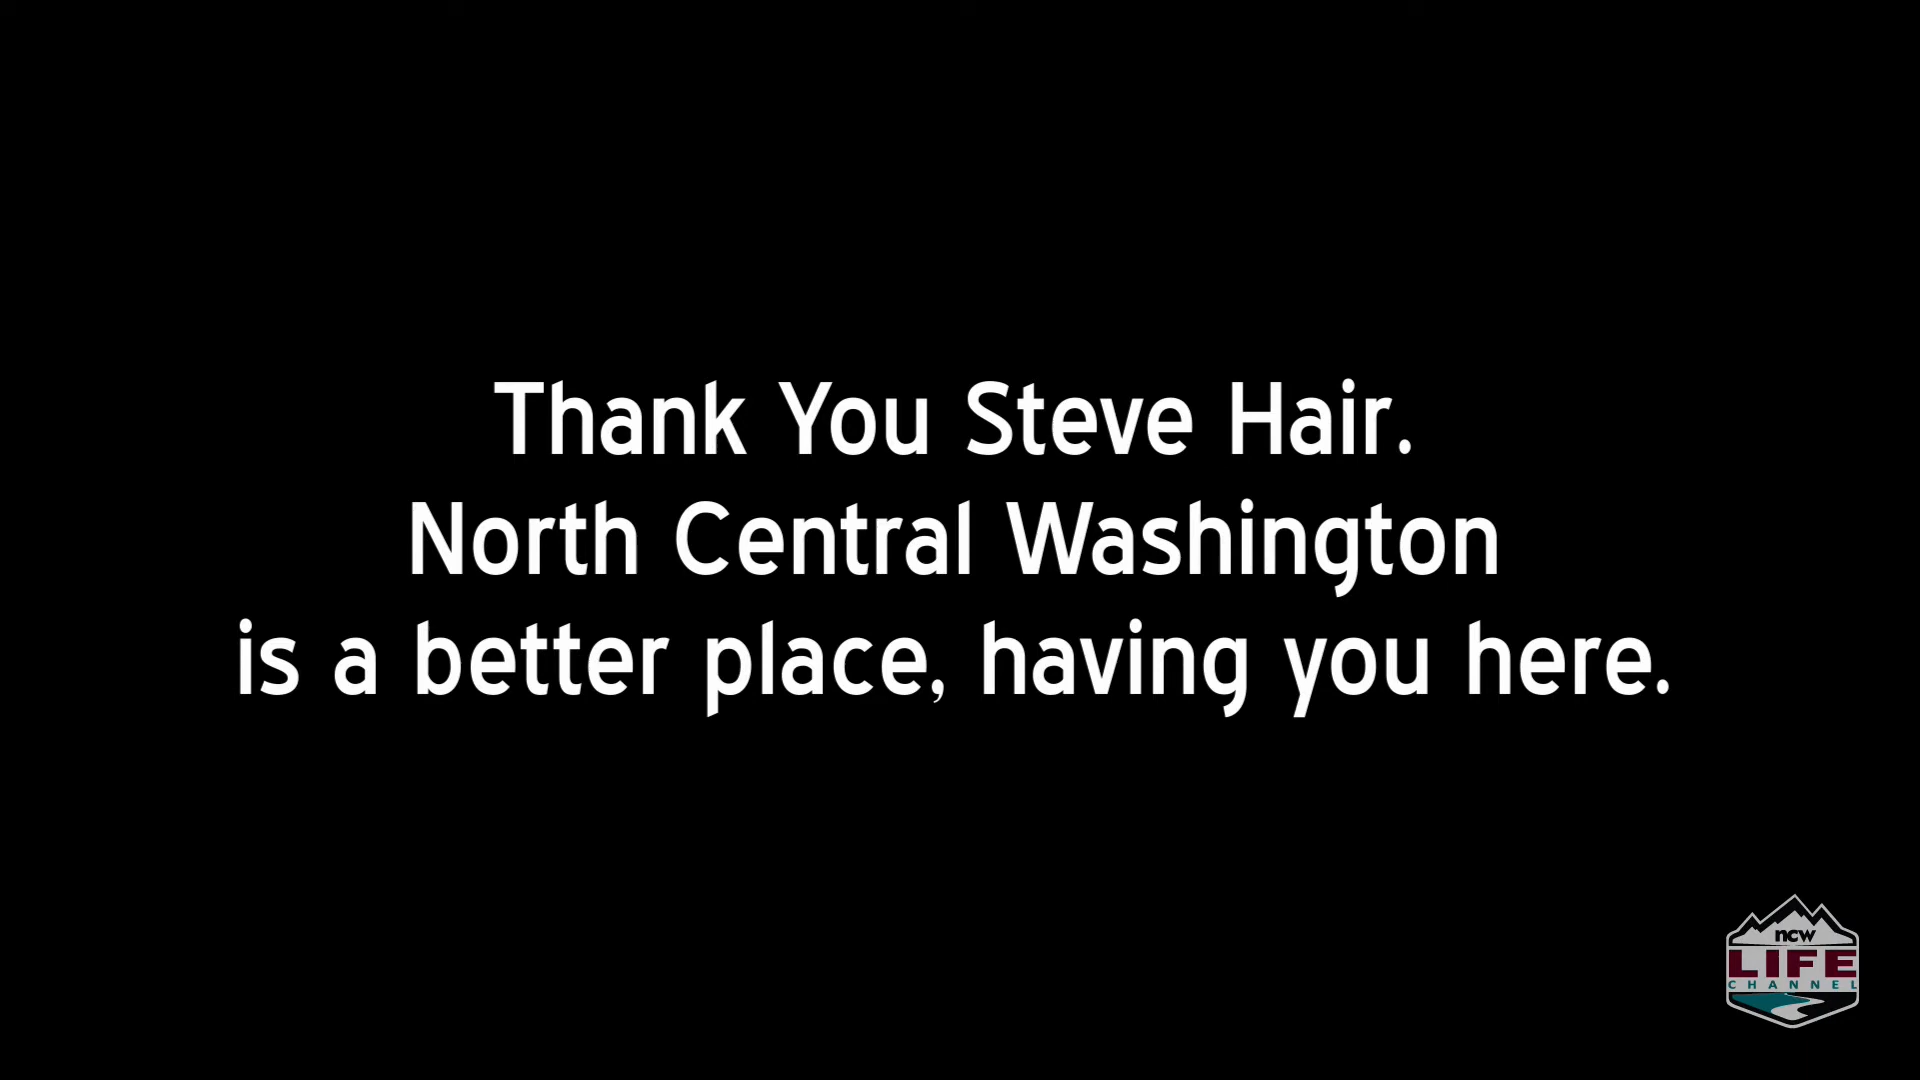 Thank You Steve Hair.
North Central Washington
is a better place, having you here.
ncw
LIFE
CHANNEL